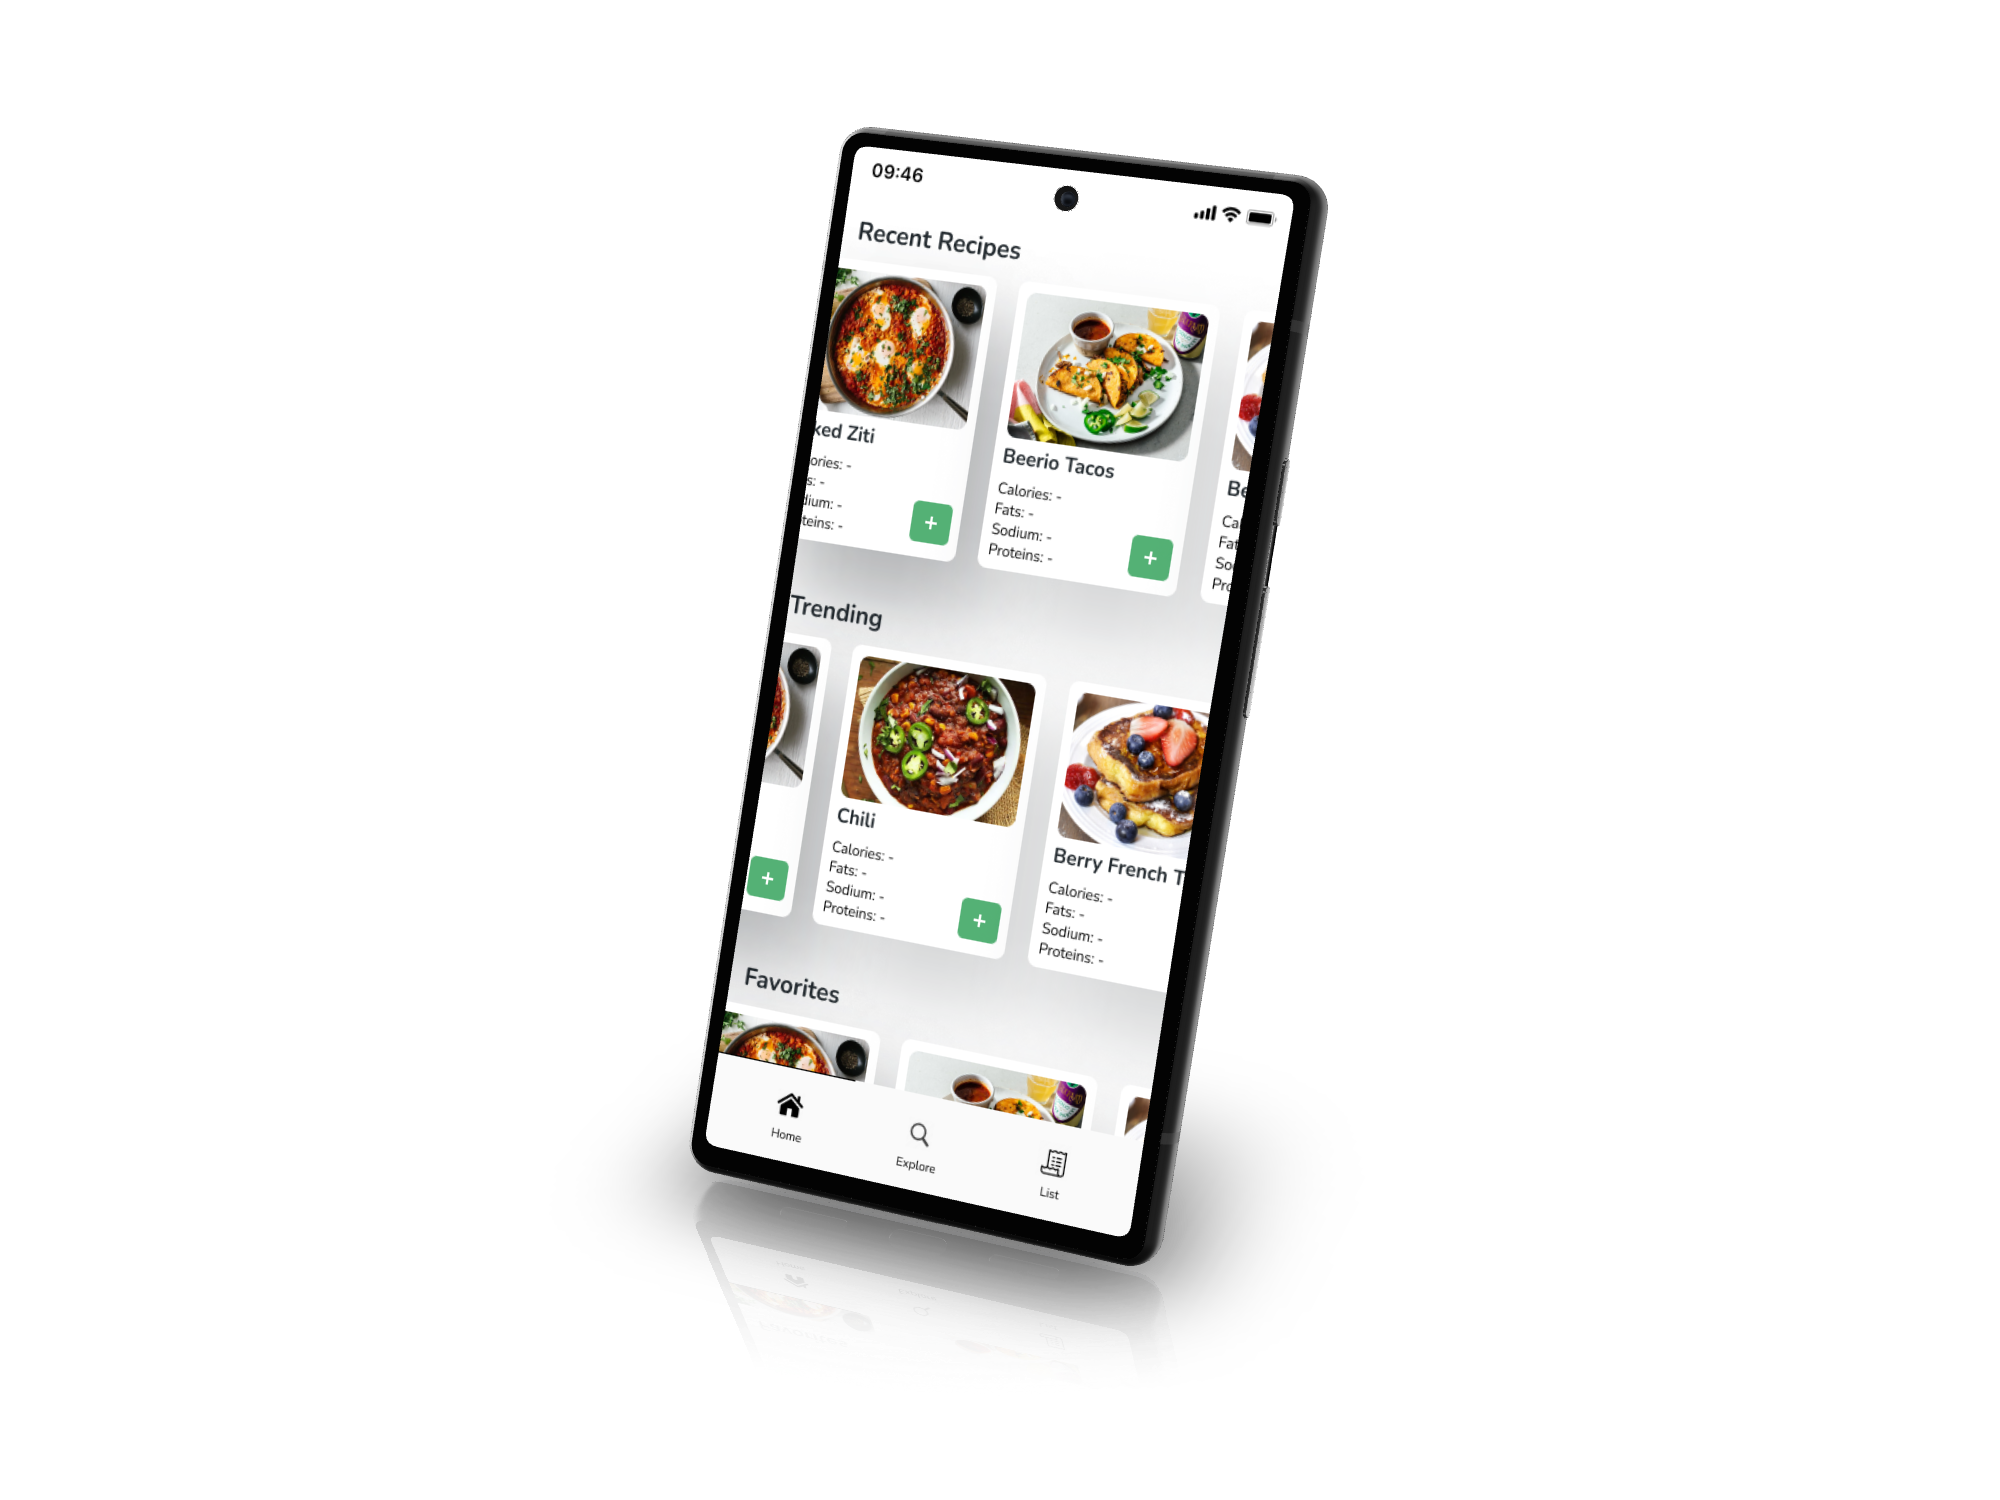 09:46
Recent Recipes
ked Ziti
ories: -
s: -
dium: -
teins: -
+
Beerio Tacos
Calories: -
Fats: -
Sodium: -
Proteins: -
+
Be
Ca
Fat
So
Pro
Trending
+
Chili
Calories: -
Fats: -
Sodium: -
Proteins: -
+
Berry French T
Calories: -
Fats: -
Sodium: -
Proteins: -
Favorites
Home
Explore
List